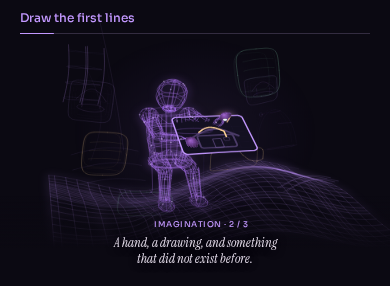 Draw the first lines
IMAGINATION · 2 / 3
A hand, a drawing, and something
that did not exist before.